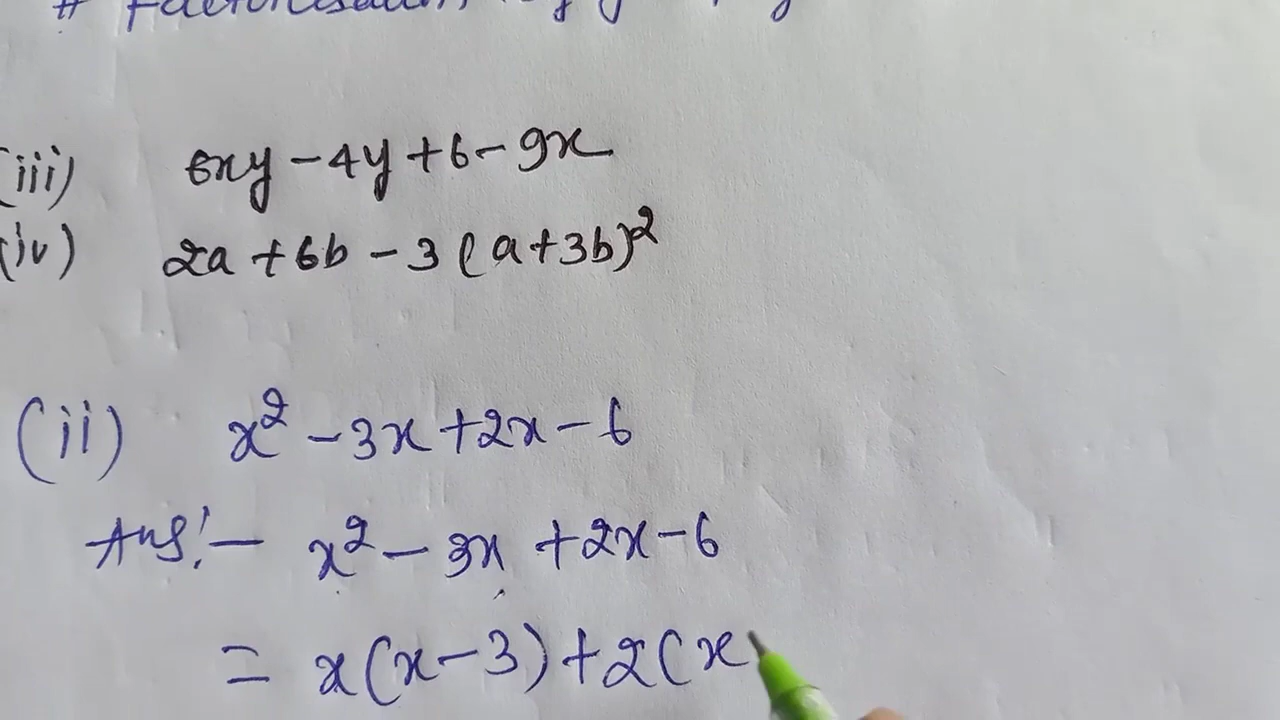 #
(iii) 6xy - 4y + 6 - 9x
(iv) 2a + 6b - 3(a+3b)²
(ii) x² - 3x + 2x - 6
Ans:- x² - 3x + 2x - 6
= x(x-3) + 2(x